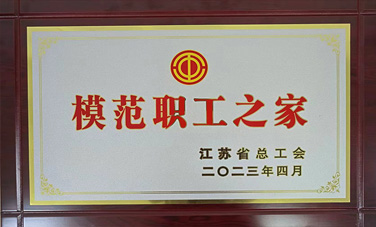 模范职工之家
江苏省总工会
二〇二三年四月